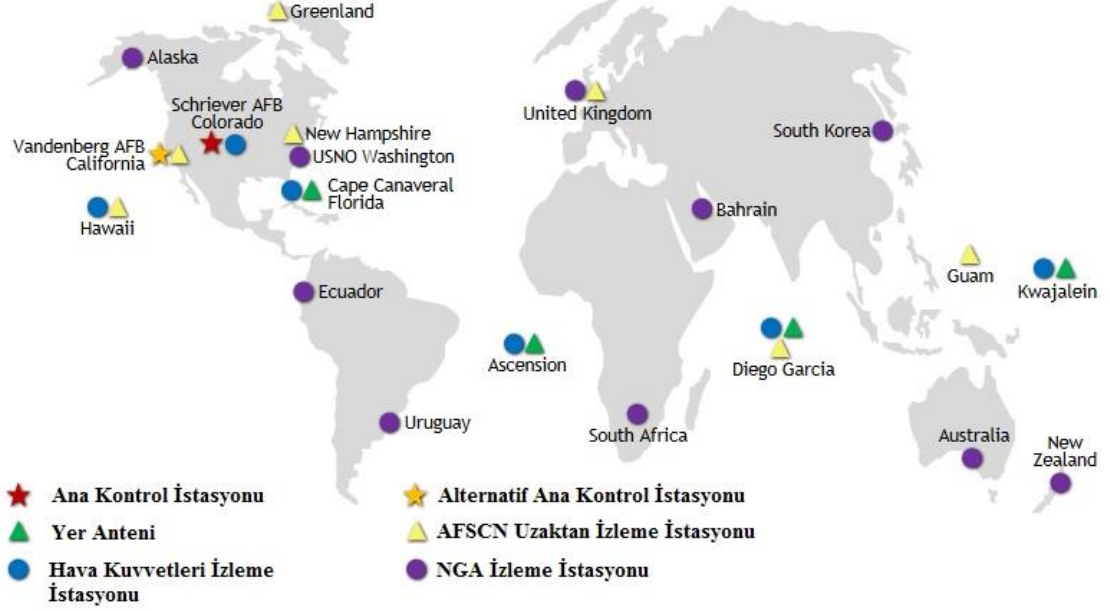 Greenland
Alaska
Schriever AFB
Colorado
United Kingdom
South Korea
New Hampshire
Vandenberg AFB
California
USNO Washington
Cape Canaveral
Florida
Hawaii
Bahrain
Guam
Kwajalein
Ecuador
Ascension
Diego Garcia
Uruguay
South Africa
Australia
New
Zealand
Ana Kontrol İstasyonu
Alternatif Ana Kontrol İstasyonu
Yer Anteni
AFSCN Uzaktan İzleme İstasyonu
Hava Kuvvetleri İzleme
İstasyonu
NGA İzleme İstasyonu